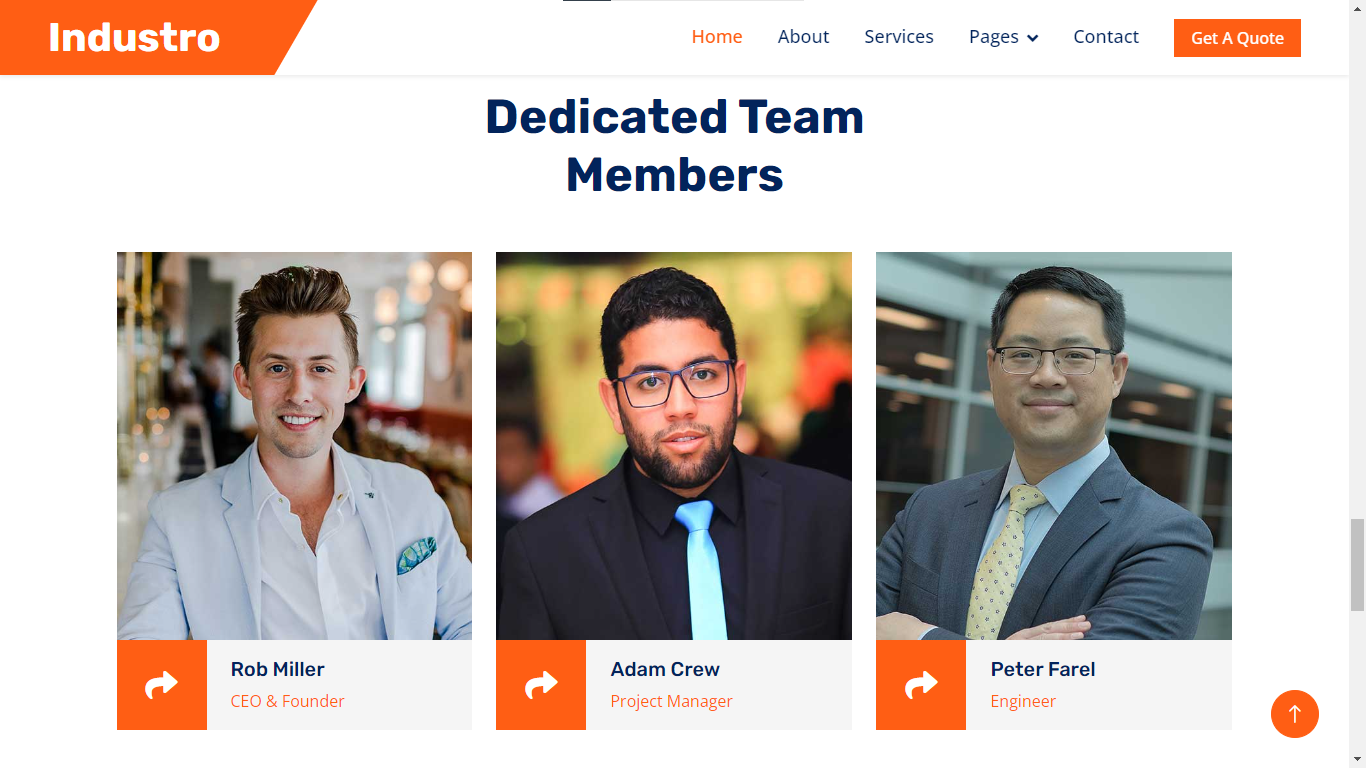 Industro
Home About Services Pages Contact Get A Quote
Dedicated Team
Members
Rob Miller
CEO & Founder
Adam Crew
Project Manager
Peter Farel
Engineer